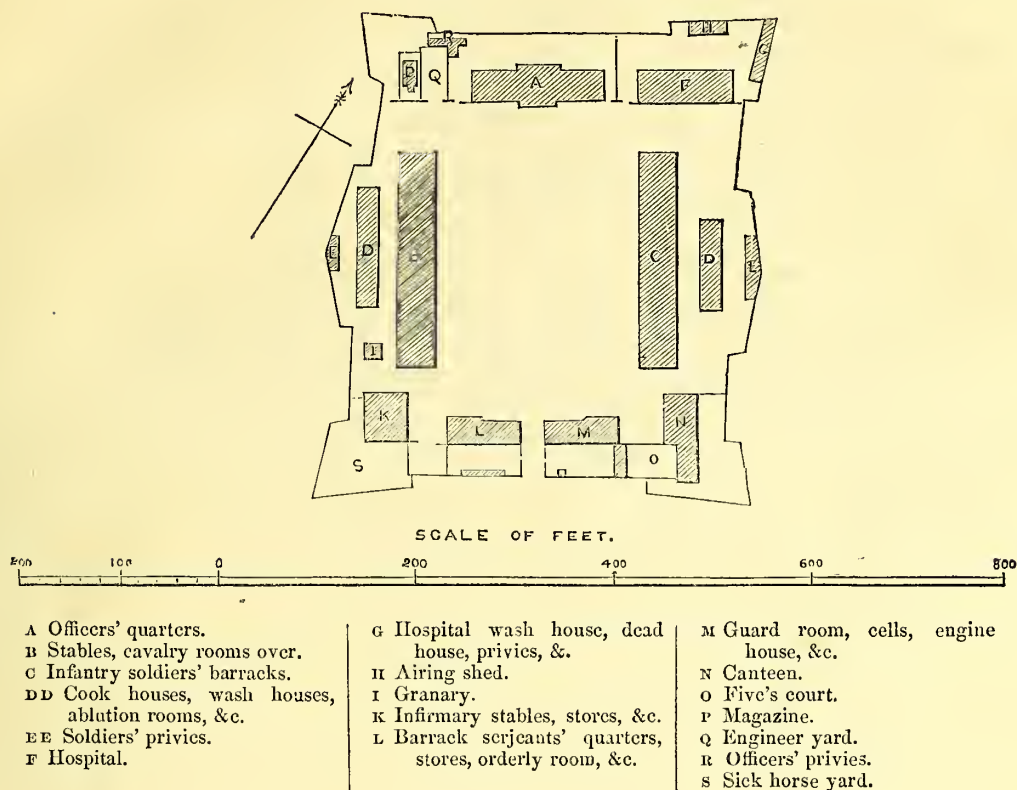 R
H
G
P
Q
A
F
E
D
B
C
D
E
I
K
L
M
N
S
O
SCALE OF FEET.
200 100 0 200 400 600 800
A Officers' quarters.
B Stables, cavalry rooms over.
C Infantry soldiers' barracks.
DD Cook houses, wash houses,
ablution rooms, &c.
EE Soldiers' privies.
F Hospital.
G Hospital wash house, dead
house, privies, &.
H Airing shed.
I Granary.
K Infirmary stables, stores, &c.
L Barrack serjeants' quarters,
stores, orderly room, &c.
M Guard room, cells, engine
house, &c.
N Canteen.
O Five's court.
P Magazine.
Q Engineer yard.
R Officers' privies.
S Sick horse yard.